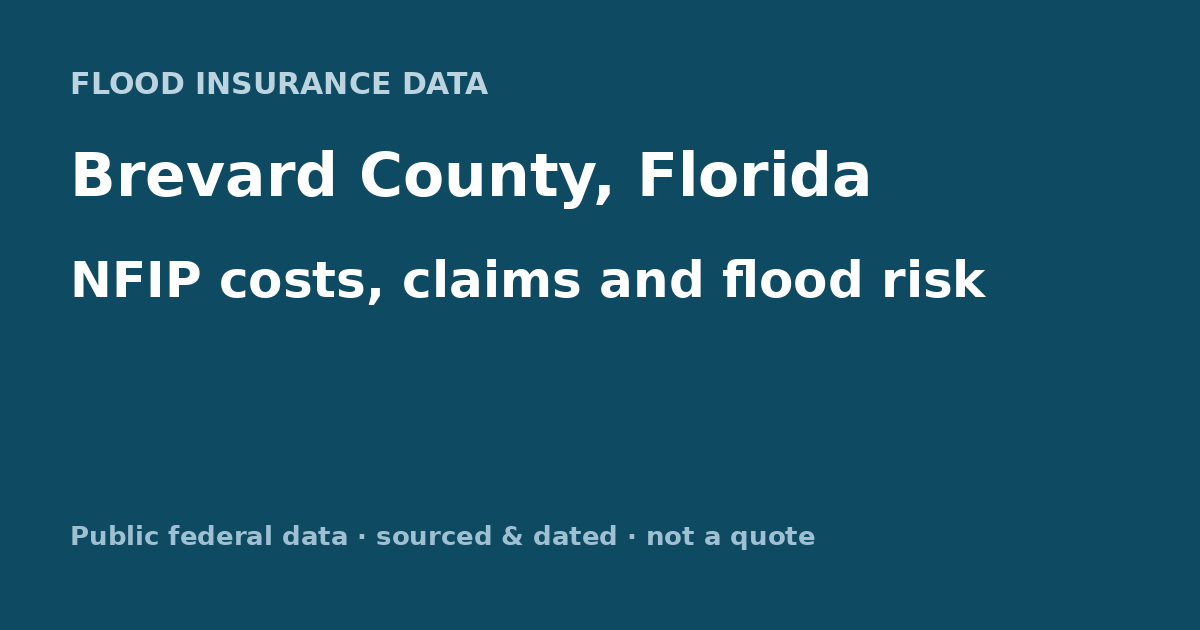 FLOOD INSURANCE DATA
Brevard County, Florida
NFIP costs, claims and flood risk
Public federal data · sourced & dated · not a quote